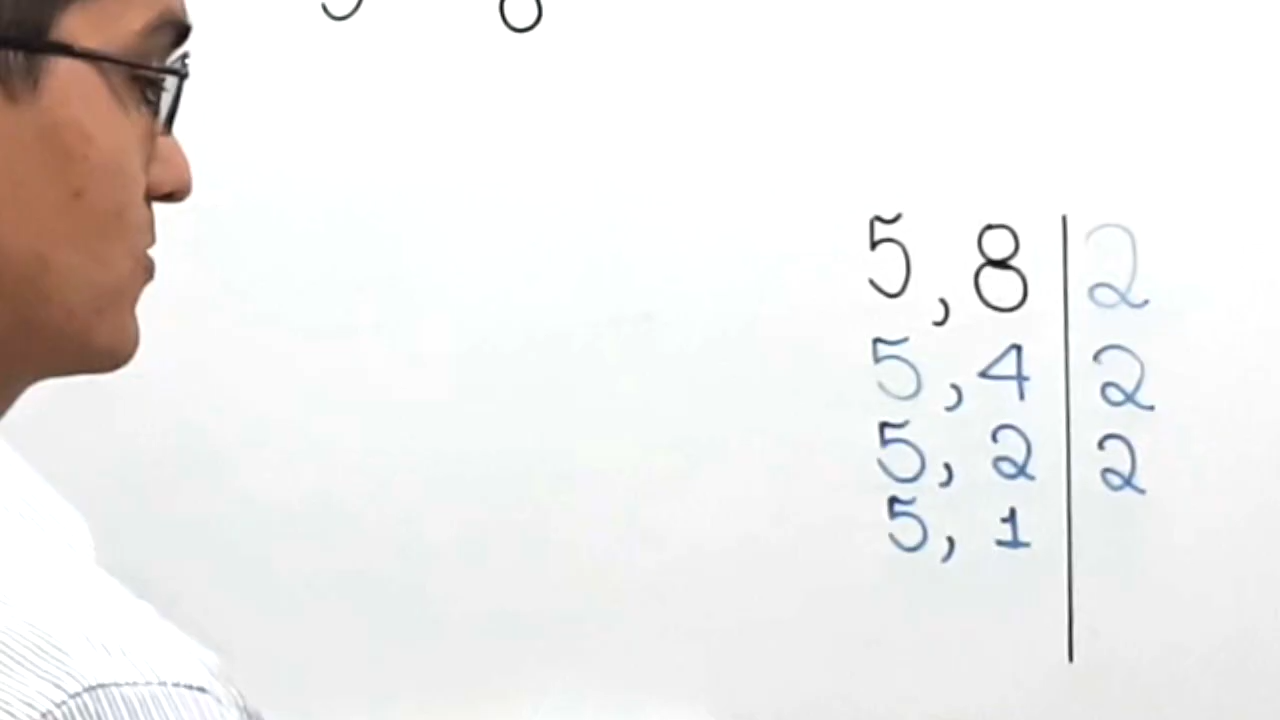 5, 8 | 2
5, 4 | 2
5, 2 | 2
5, 1 |